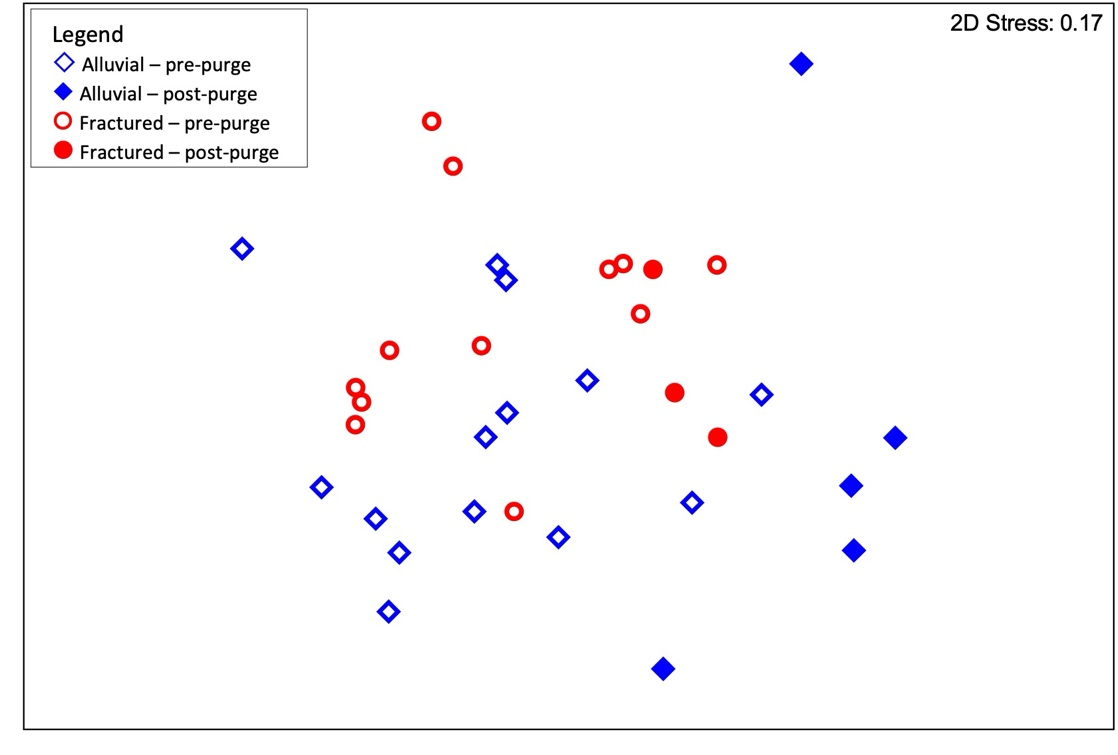 2D Stress: 0.17
Legend
Alluvial – pre-purge
Alluvial – post-purge
Fractured – pre-purge
Fractured – post-purge